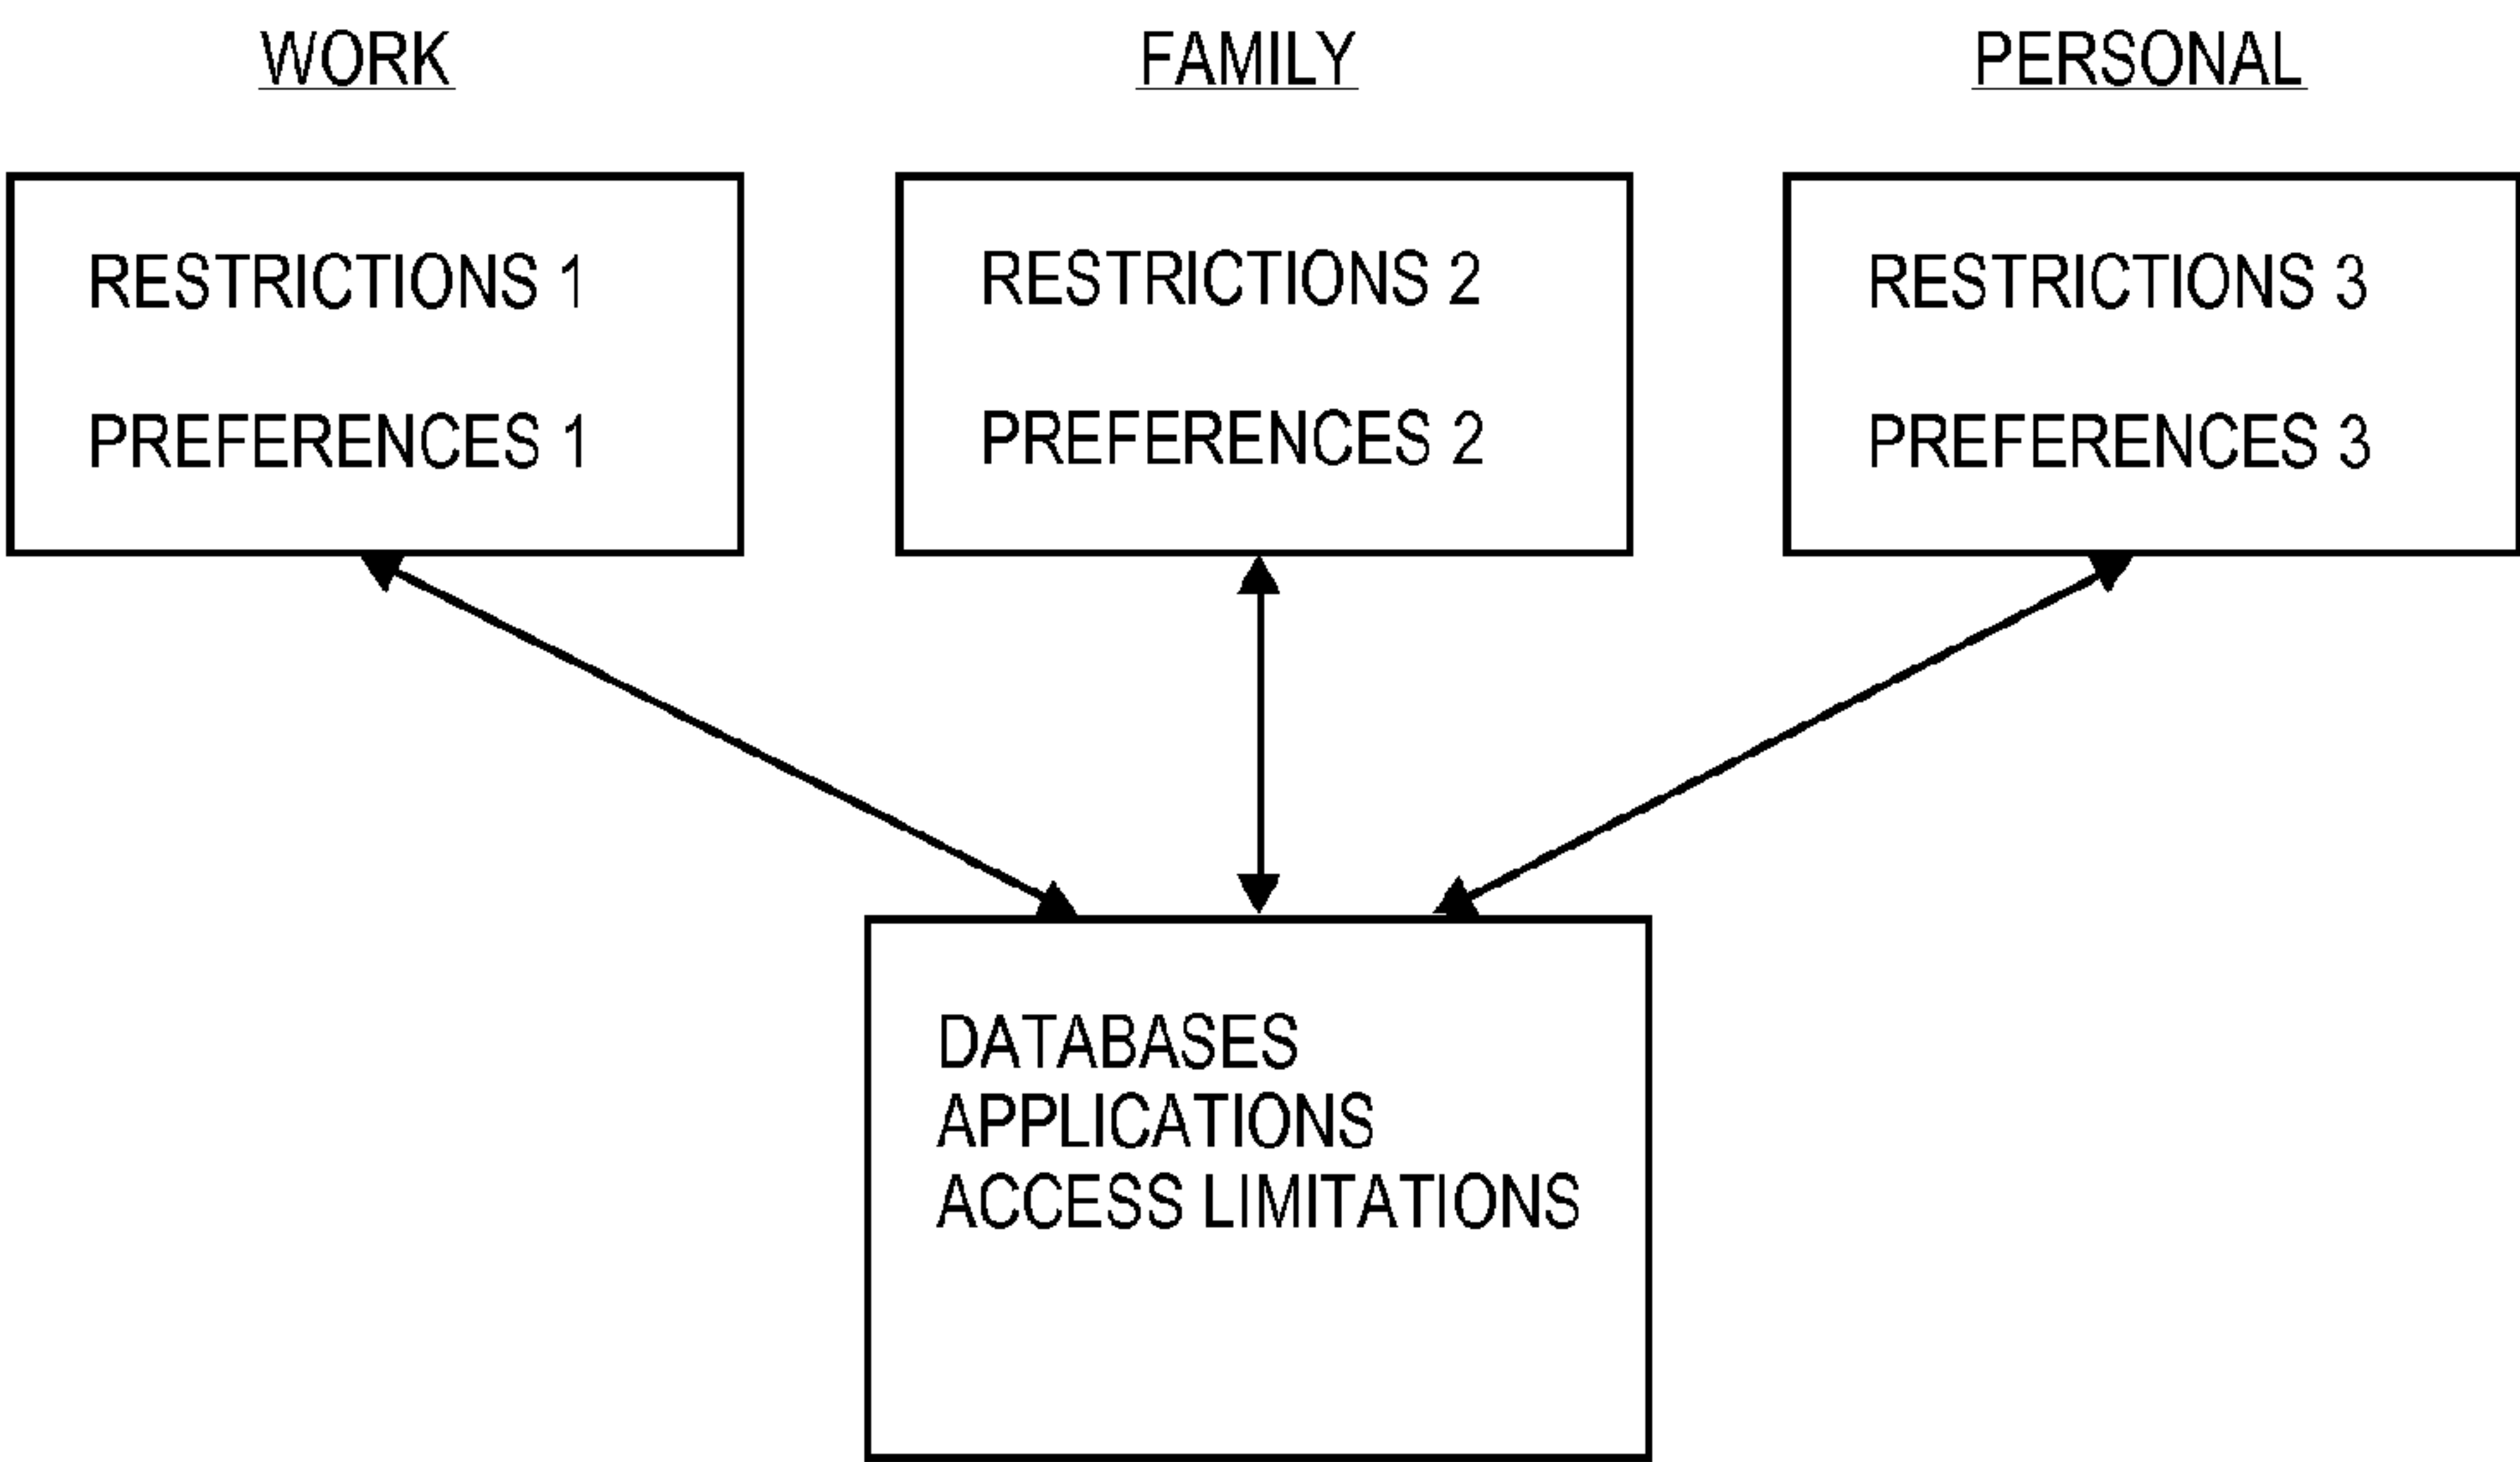 WORK
FAMILY
PERSONAL
RESTRICTIONS 1
PREFERENCES 1
RESTRICTIONS 2
PREFERENCES 2
RESTRICTIONS 3
PREFERENCES 3
DATABASES
APPLICATIONS
ACCESS LIMITATIONS